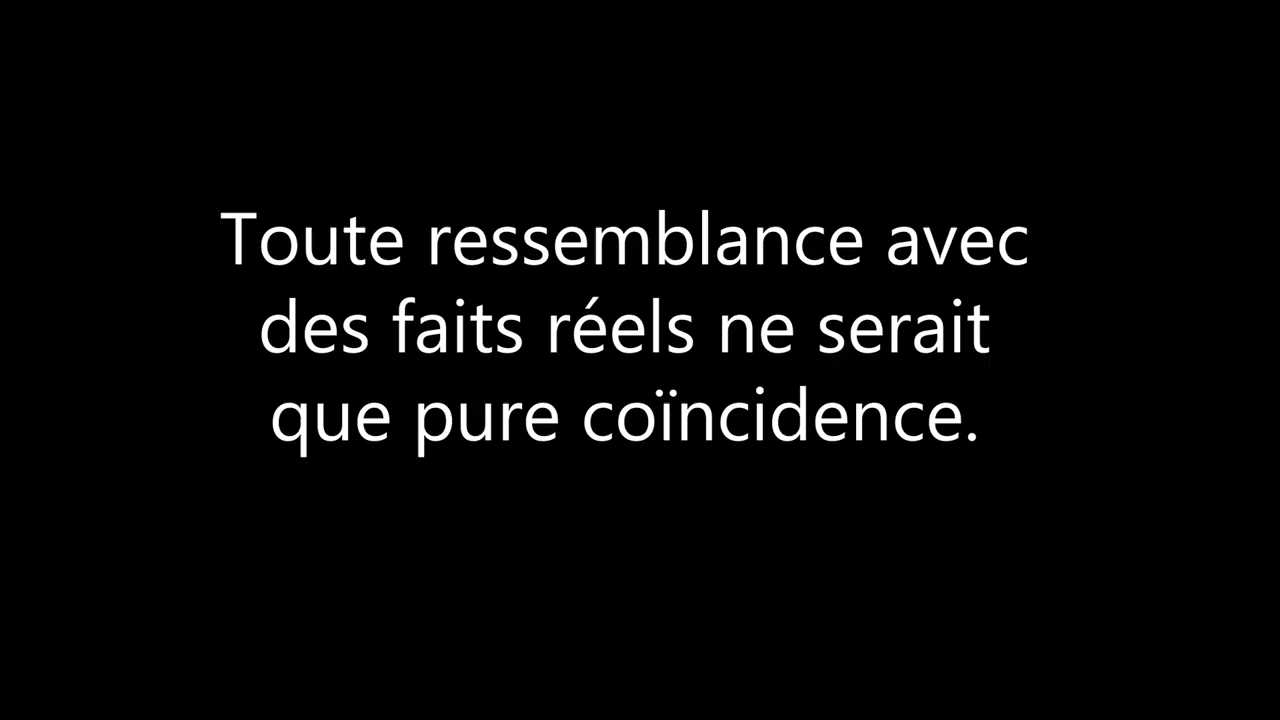 Toute ressemblance avec
des faits réels ne serait
que pure coïncidence.